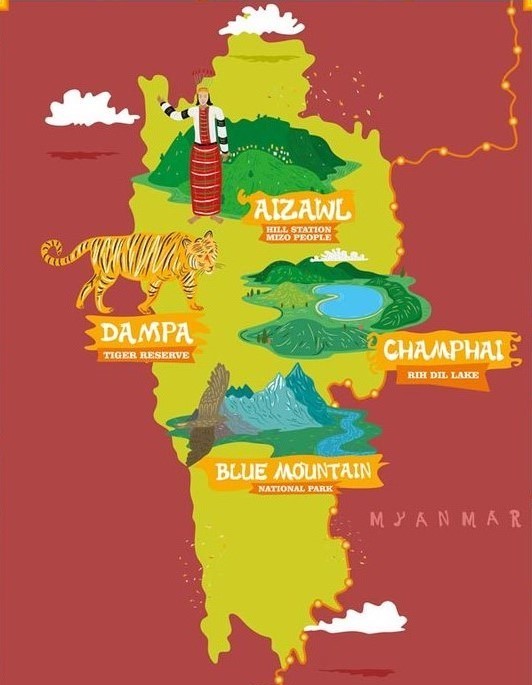 AIZAWL
HILL STATION
MIZO PEOPLE
DAMPA
TIGER RESERVE
CHAMPHAI
RIH DIL LAKE
BLUE MOUNTAIN
NATIONAL PARK
MYANMAR